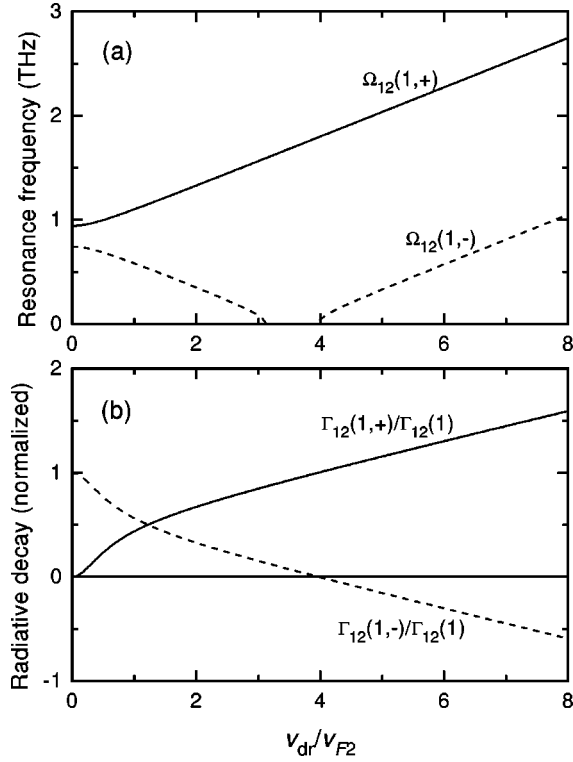 (a)
Resonance frequency (THz)
3
2
1
0
Ω12(1,+)
Ω12(1,-)
0 2 4 6 8
(b)
Radiative decay (normalized)
2
1
0
-1
Γ12(1,+)/Γ12(1)
Γ12(1,-)/Γ12(1)
0 2 4 6 8
vdr/vF2